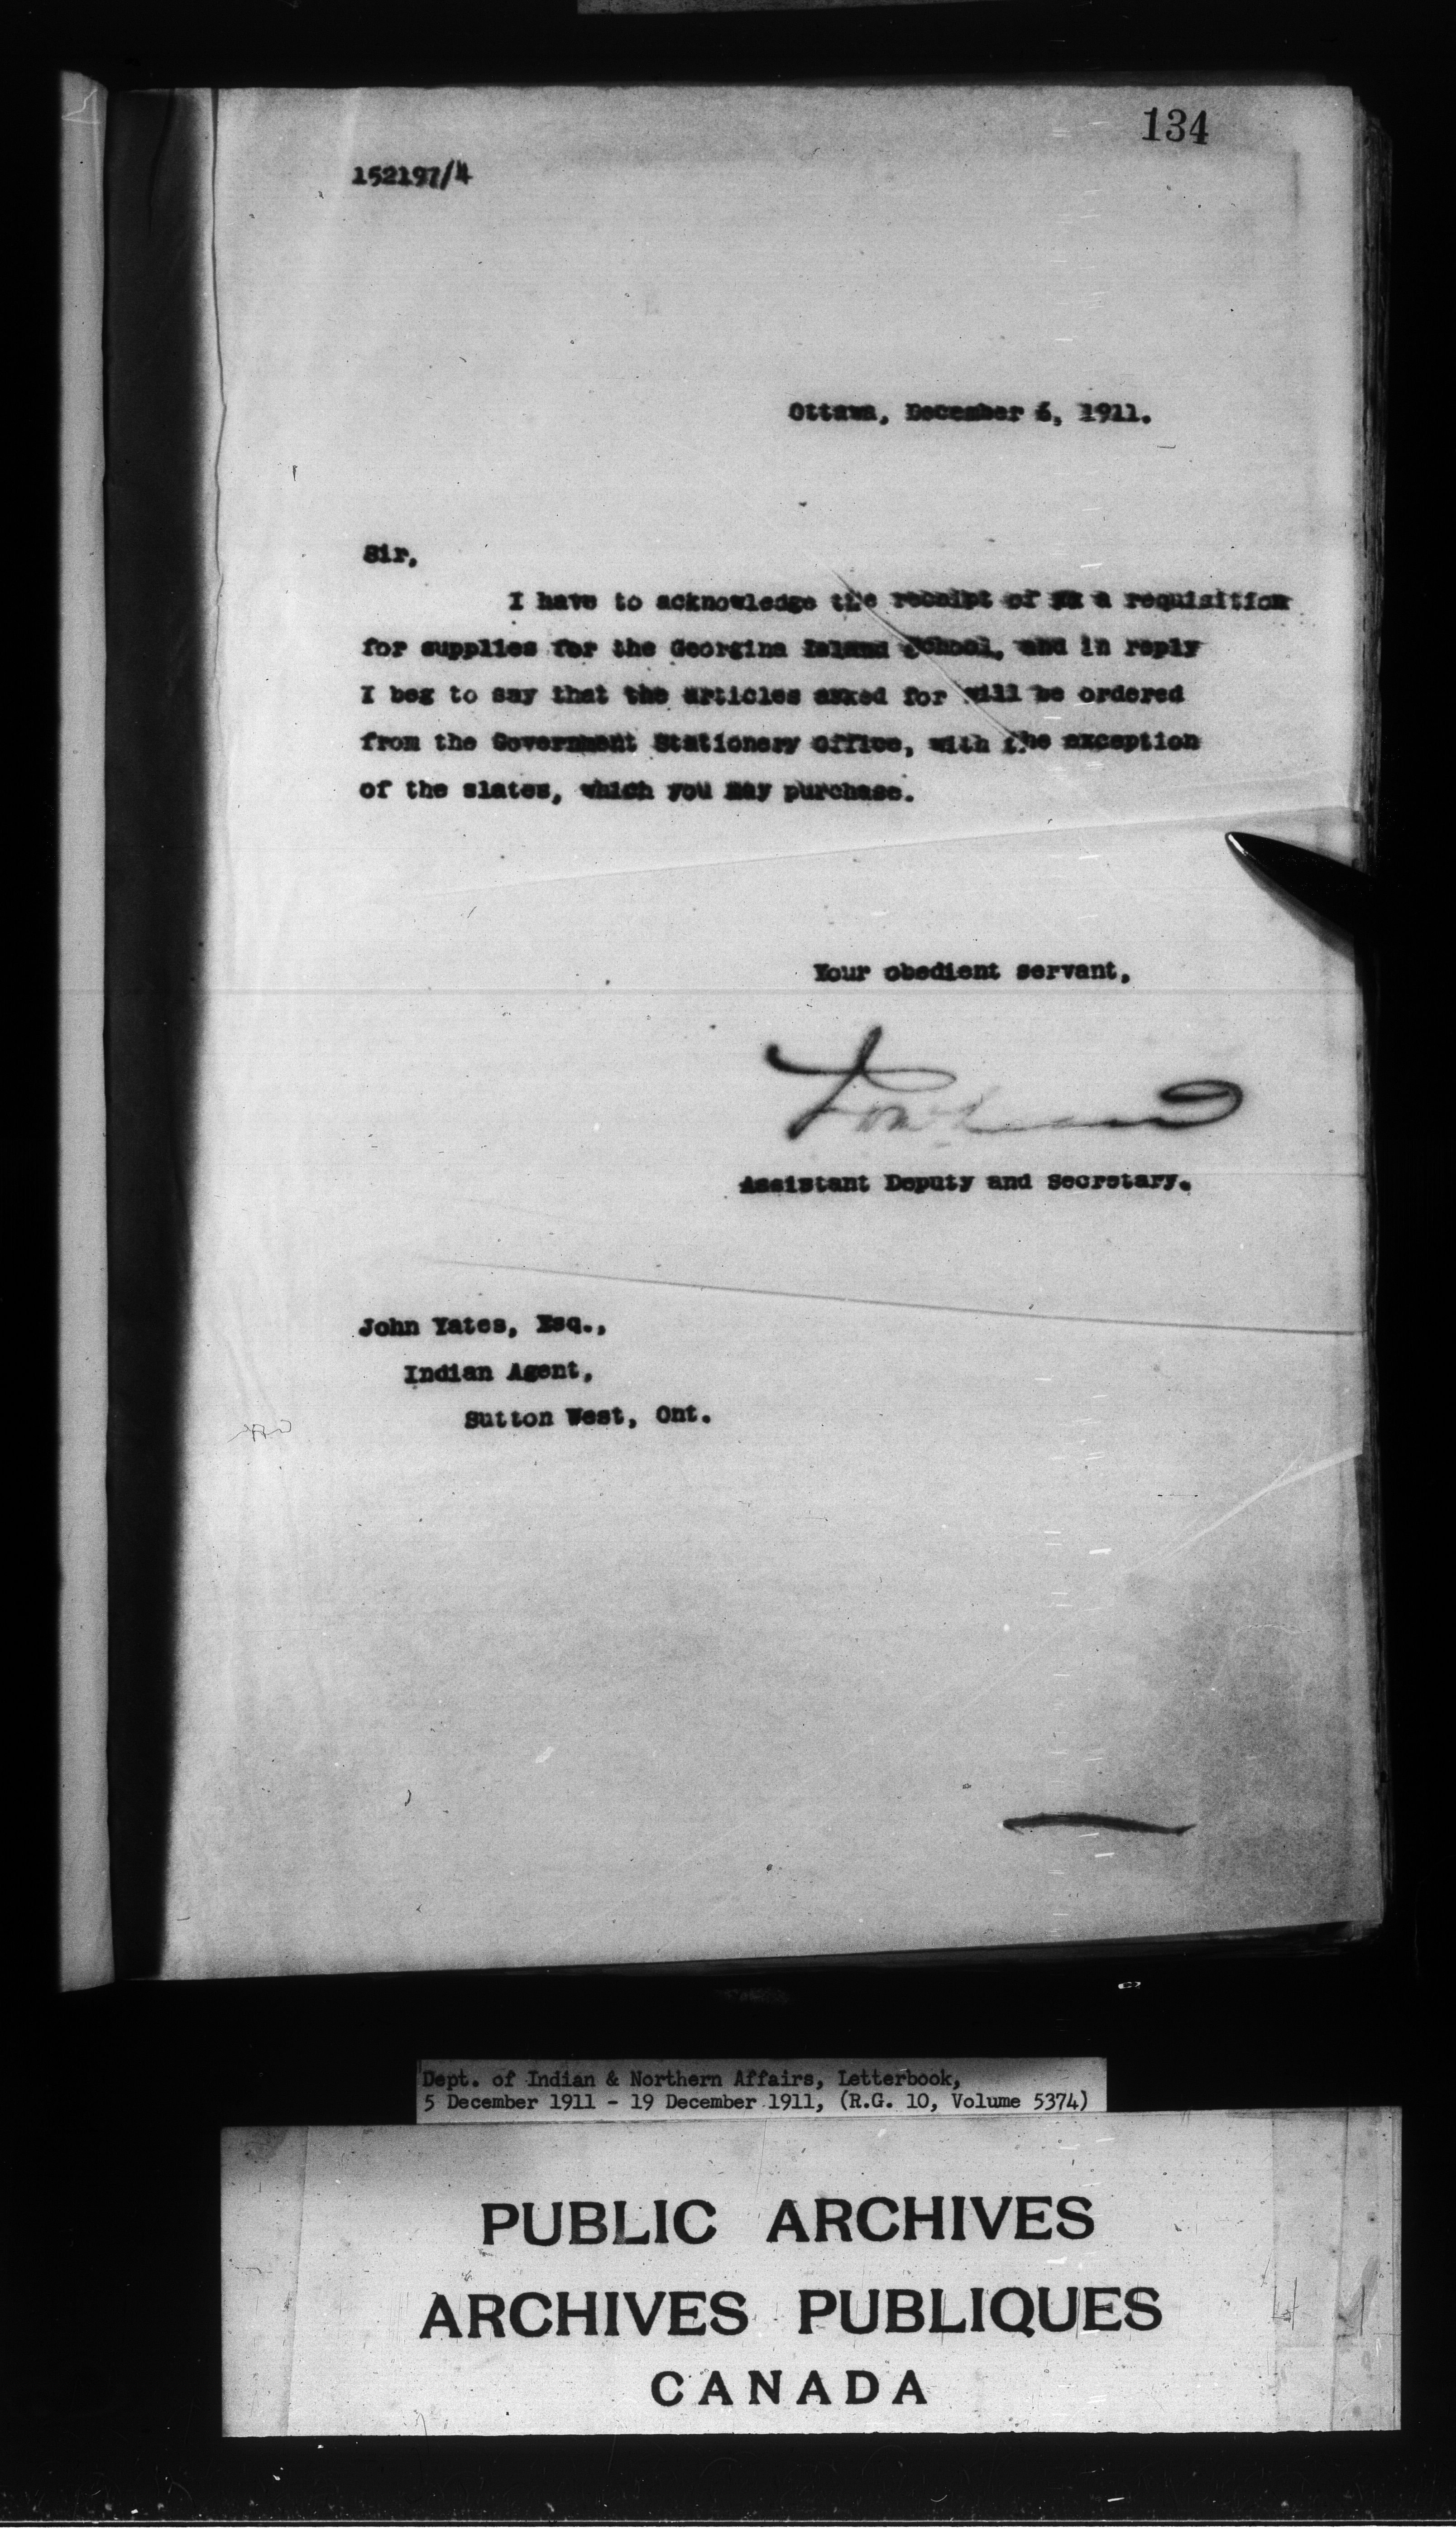 134
152197/4
Ottawa, December 6, 1911.
Sir,
I have to acknowledge the receipt of a requisition
for supplies for the Georgina Island School, and in reply
I beg to say that the articles asked for will be ordered
from the Government Stationery Office, with the exception
of the slates, which you may purchase.
Your obedient servant,
Assistant Deputy and Secretary.
John Yates, Esq.,
Indian Agent,
Sutton West, Ont.
Dept. of Indian & Northern Affairs, Letterbook,
5 December 1911 - 19 December 1911, (R.G. 10, Volume 5374)
PUBLIC ARCHIVES
ARCHIVES PUBLIQUES
CANADA